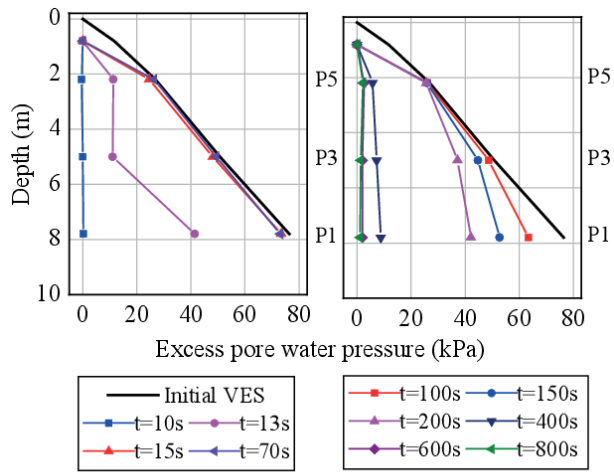 0
2
4
6
8
10
Depth (m)
0 20 40 60 80
P5
P3
P1
0 20 40 60 80
P5
P3
P1
Excess pore water pressure (kPa)
Initial VES
t=10s t=13s
t=15s t=70s
t=100s t=150s
t=200s t=400s
t=600s t=800s